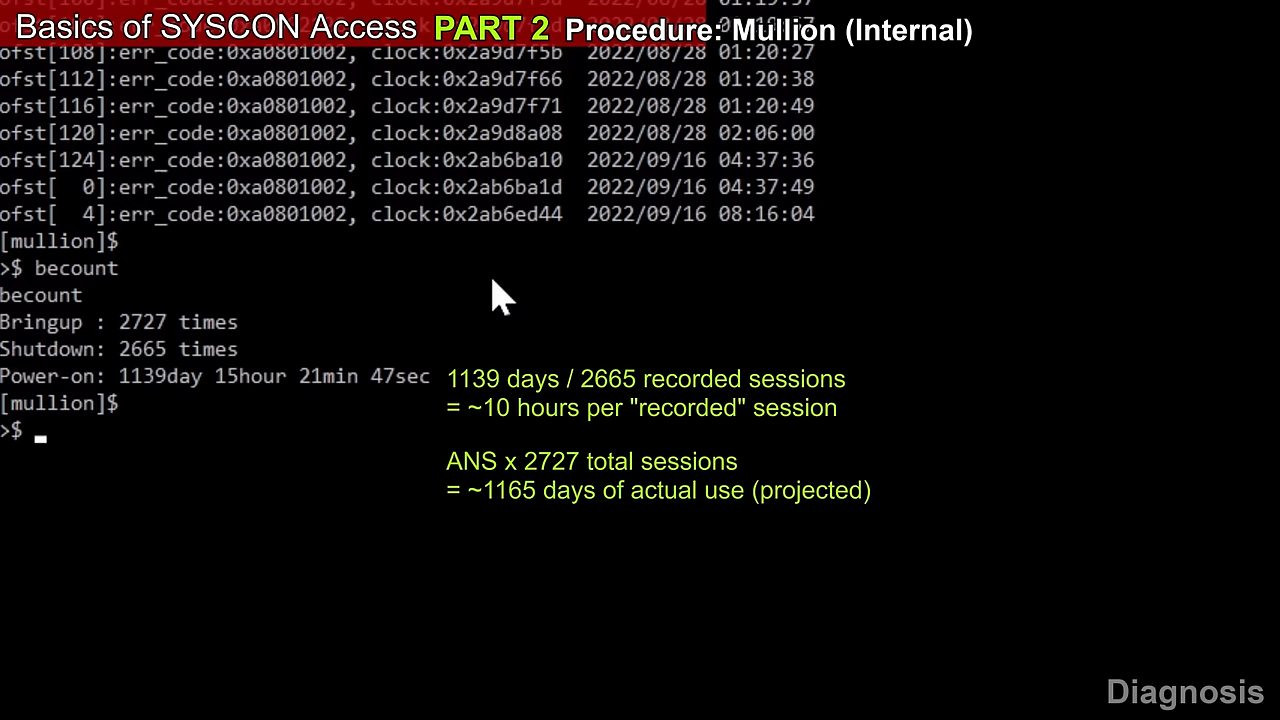 Basics of SYSCON Access PART 2 Procedure: Mullion (Internal)
ofst[108]:err_code:0xa0801002, clock:0x2a9d7f5b 2022/08/28 01:20:27
ofst[112]:err_code:0xa0801002, clock:0x2a9d7f66 2022/08/28 01:20:38
ofst[116]:err_code:0xa0801002, clock:0x2a9d7f71 2022/08/28 01:20:49
ofst[120]:err_code:0xa0801002, clock:0x2a9d8a08 2022/08/28 02:06:00
ofst[124]:err_code:0xa0801002, clock:0x2ab6ba10 2022/09/16 04:37:36
ofst[  0]:err_code:0xa0801002, clock:0x2ab6ba1d 2022/09/16 04:37:49
ofst[  4]:err_code:0xa0801002, clock:0x2ab6ed44 2022/09/16 08:16:04
[mullion]$
>$ becount
becount
Bringup : 2727 times
Shutdown: 2665 times
Power-on: 1139day 15hour 21min 47sec
[mullion]$
>$
1139 days / 2665 recorded sessions
= ~10 hours per "recorded" session
ANS x 2727 total sessions
= ~1165 days of actual use (projected)
Diagnosis